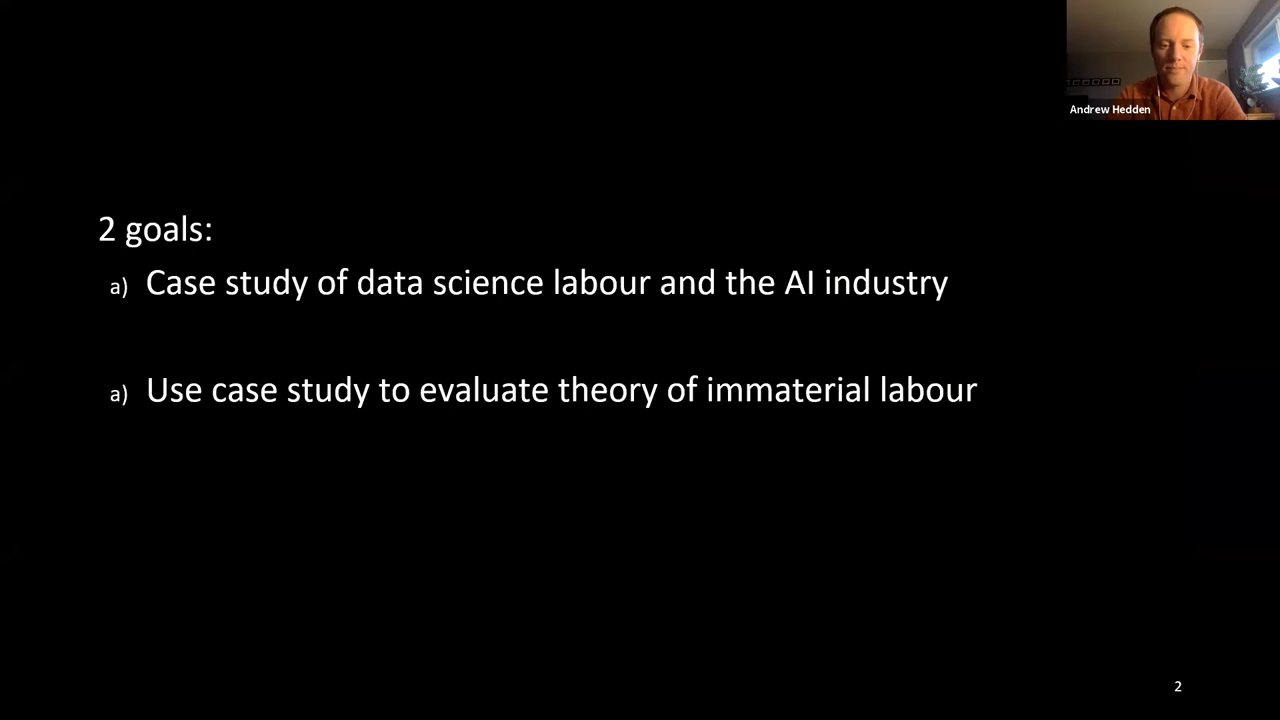 Andrew Hedden
2 goals:
a) Case study of data science labour and the AI industry
a) Use case study to evaluate theory of immaterial labour
2